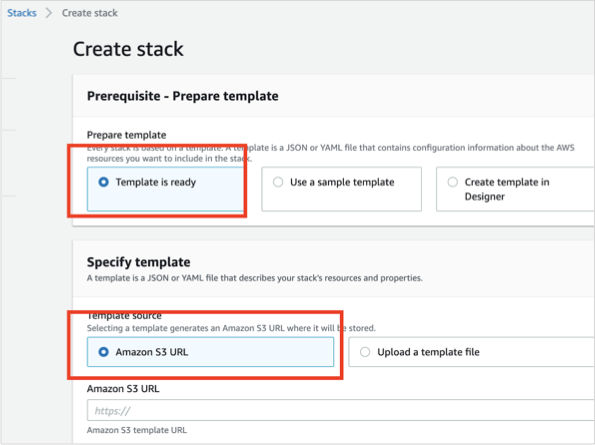 Stacks > Create stack
Create stack
Prerequisite - Prepare template
Prepare template
Every stack is based on a template. A template is a JSON or YAML file that contains configuration information about the AWS
resources you want to include in the stack.
Template is ready
Use a sample template
Create template in
Designer
Specify template
A template is a JSON or YAML file that describes your stack's resources and properties.
Template source
Selecting a template generates an Amazon S3 URL where it will be stored.
Amazon S3 URL
Upload a template file
Amazon S3 URL
https://
Amazon S3 template URL